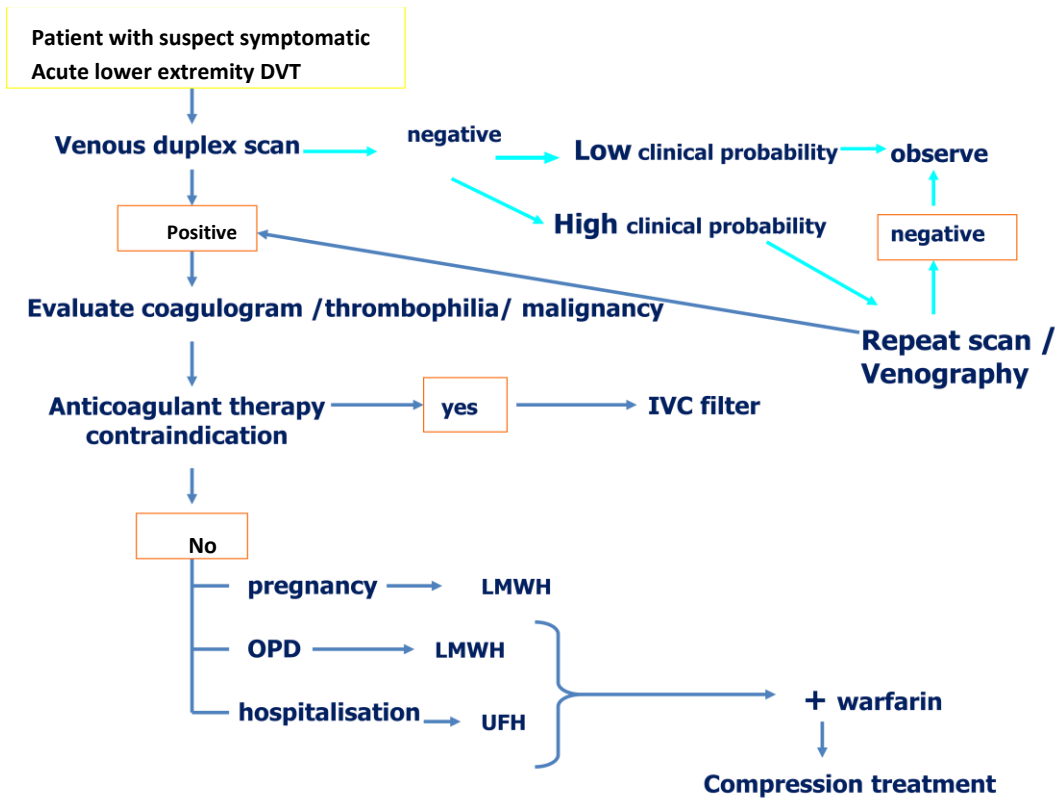 Patient with suspect symptomatic
Acute lower extremity DVT
Venous duplex scan
negative
Low clinical probability
observe
High clinical probability
negative
Positive
Evaluate coagulogram /thrombophilia/ malignancy
Repeat scan /
Venography
Anticoagulant therapy
contraindication
yes
IVC filter
No
pregnancy
LMWH
OPD
LMWH
hospitalisation
UFH
+ warfarin
Compression treatment